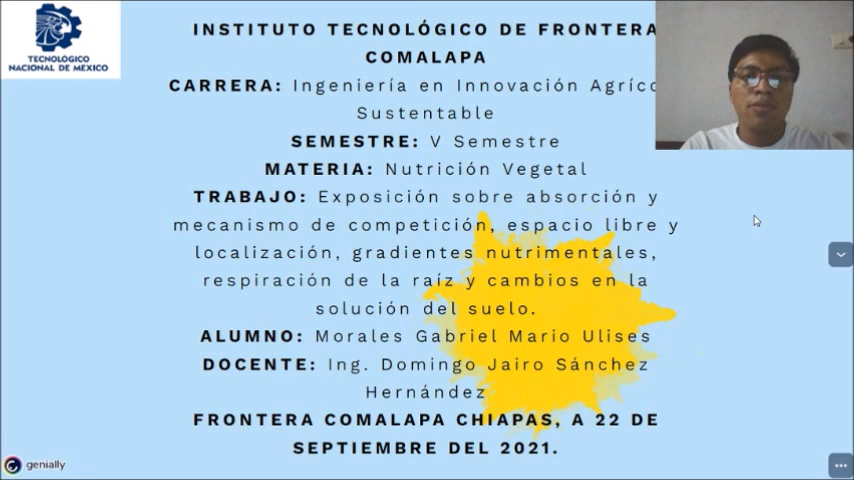 TECNOLÓGICO
NACIONAL DE MÉXICO
INSTITUTO TECNOLÓGICO DE FRONTERA
COMALAPA
CARRERA: Ingeniería en Innovación Agríco
Sustentable
SEMESTRE: V Semestre
MATERIA: Nutrición Vegetal
TRABAJO: Exposición sobre absorción y
mecanismo de competición, espacio libre y
localización, gradientes nutrimentales,
respiración de la raíz y cambios en la
solución del suelo.
ALUMNO: Morales Gabriel Mario Ulises
DOCENTE: Ing. Domingo Jairo Sánchez
Hernández
FRONTERA COMALAPA CHIAPAS, A 22 DE
SEPTIEMBRE DEL 2021.
genially